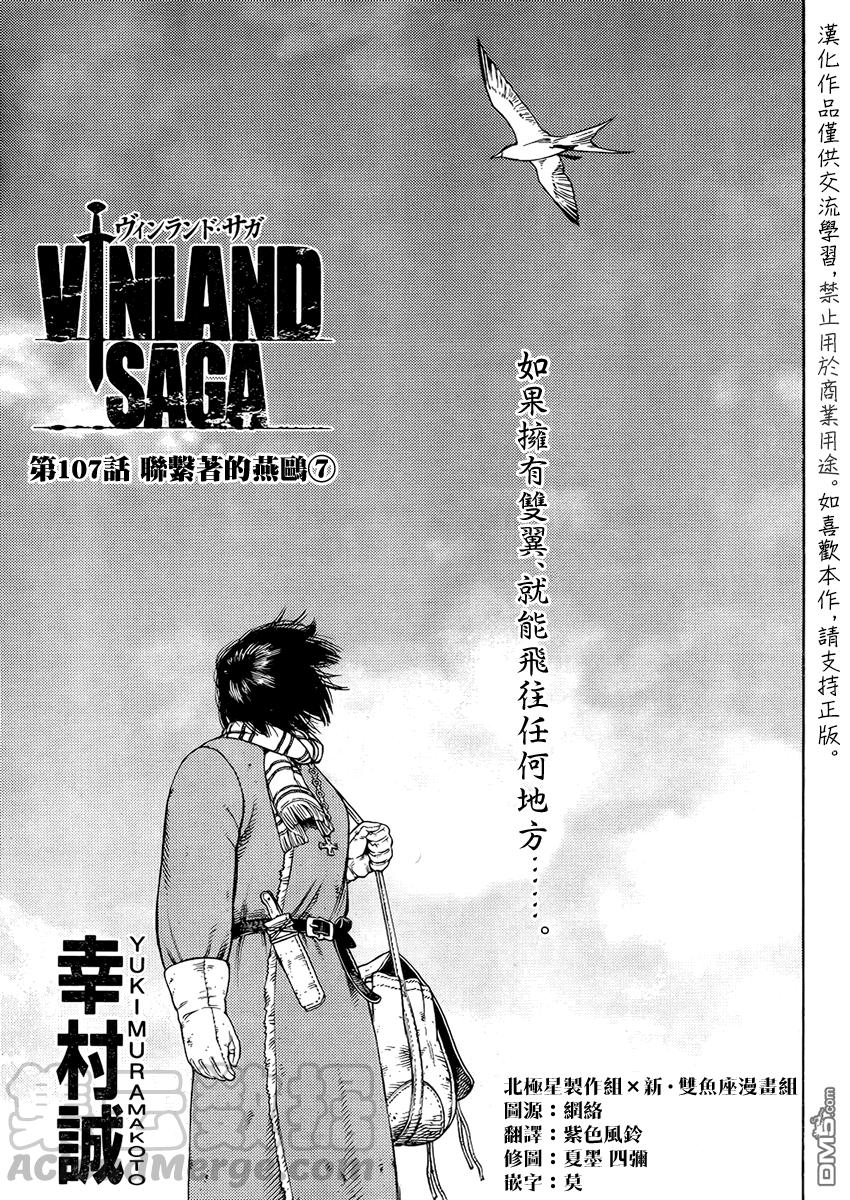 漢化作品僅供交流學習,禁止用於商業用途。如喜歡本作,請支持正版。
ヴィンランド・サガ
VINLAND
SAGA
第107話 聯繫著的燕鷗⑦
如果擁有雙翼、就能飛往任何地方……。
幸村誠
YUKIMURA MAKOTO
北極星製作組×新・雙魚座漫畫組
圖源：網絡
翻譯：紫色風鈴
修圖：夏墨 四彌
嵌字：莫
DM5.com